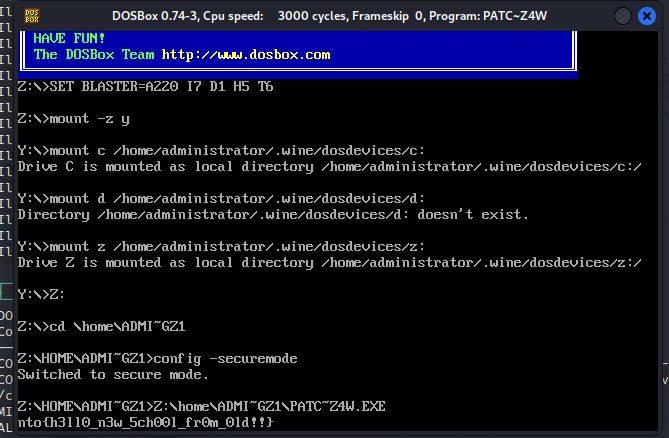 DOSBox 0.74-3, Cpu speed:    3000 cycles, Frameskip  0, Program: PATC~Z4W
HAVE FUN!
The DOSBox Team http://www.dosbox.com
Z:\>SET BLASTER=A220 I7 D1 H5 T6
Z:\>mount -z y
Y:\>mount c /home/administrator/.wine/dosdevices/c:
Drive C is mounted as local directory /home/administrator/.wine/dosdevices/c:/
Y:\>mount d /home/administrator/.wine/dosdevices/d:
Directory /home/administrator/.wine/dosdevices/d: doesn't exist.
Y:\>mount z /home/administrator/.wine/dosdevices/z:
Drive Z is mounted as local directory /home/administrator/.wine/dosdevices/z:/
Y:\>Z:
Z:\>cd \home\ADMI~GZ1
Z:\HOME\ADMI~GZ1>config -securemode
Switched to secure mode.
Z:\HOME\ADMI~GZ1>Z:\home\ADMI~GZ1\PATC~Z4W.EXE
nto{h3ll0_n3w_5ch00l_fr0m_0ld!!}